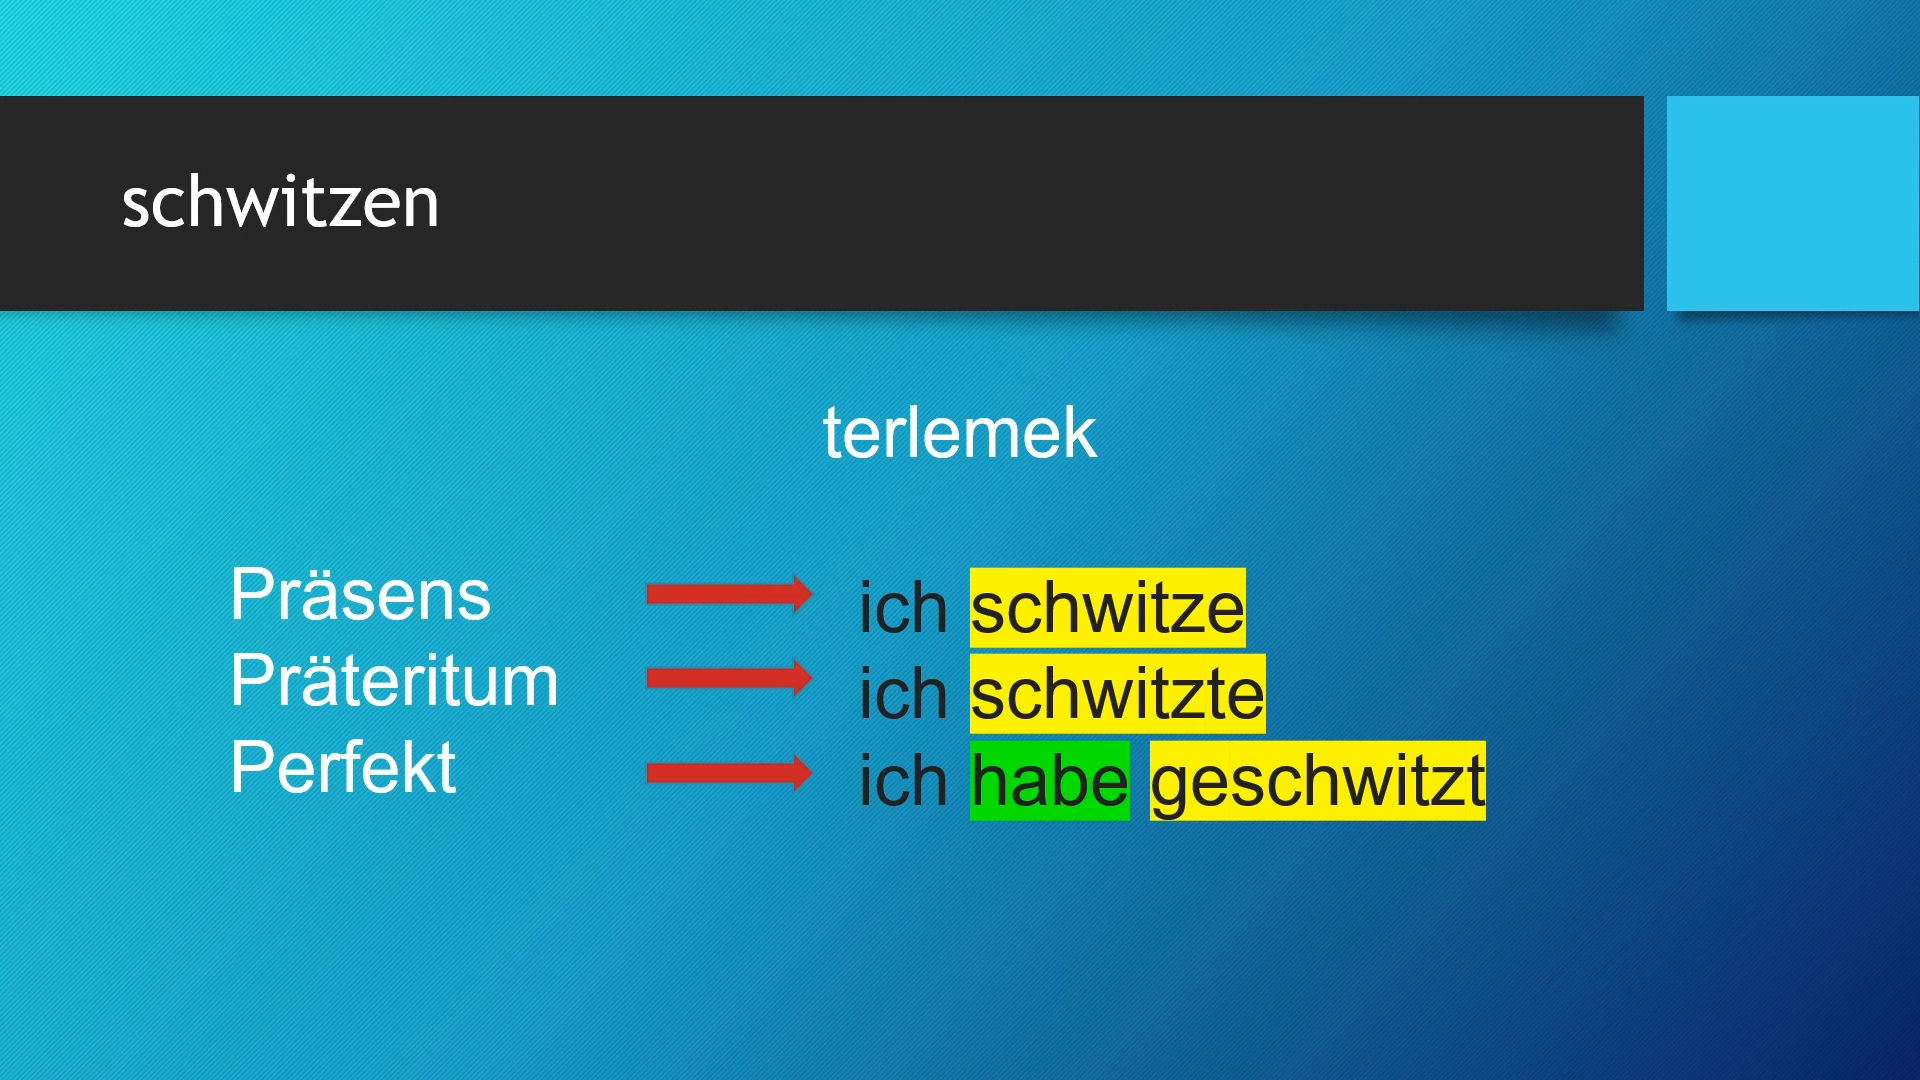 schwitzen
terlemek
Präsens ich schwitze
Präteritum ich schwitzte
Perfekt ich habe geschwitzt